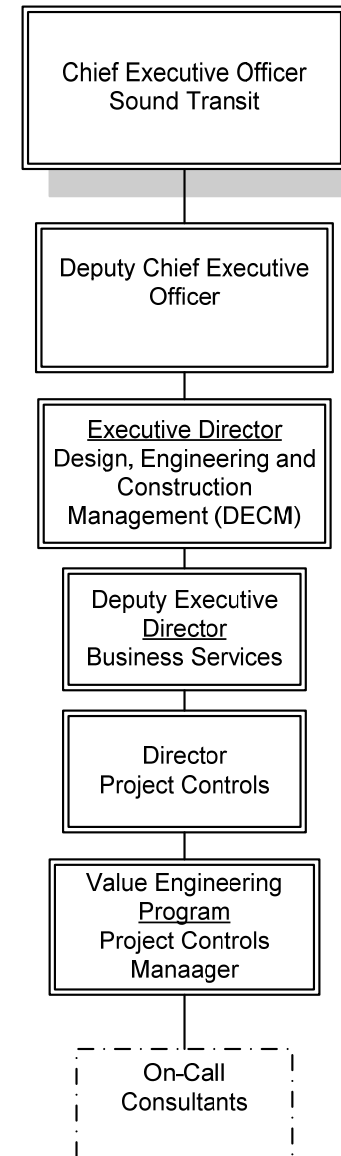 Chief Executive Officer
Sound Transit
Deputy Chief Executive
Officer
Executive Director
Design, Engineering and
Construction
Management (DECM)
Deputy Executive
Director
Business Services
Director
Project Controls
Value Engineering
Program
Project Controls
Manaager
On-Call
Consultants